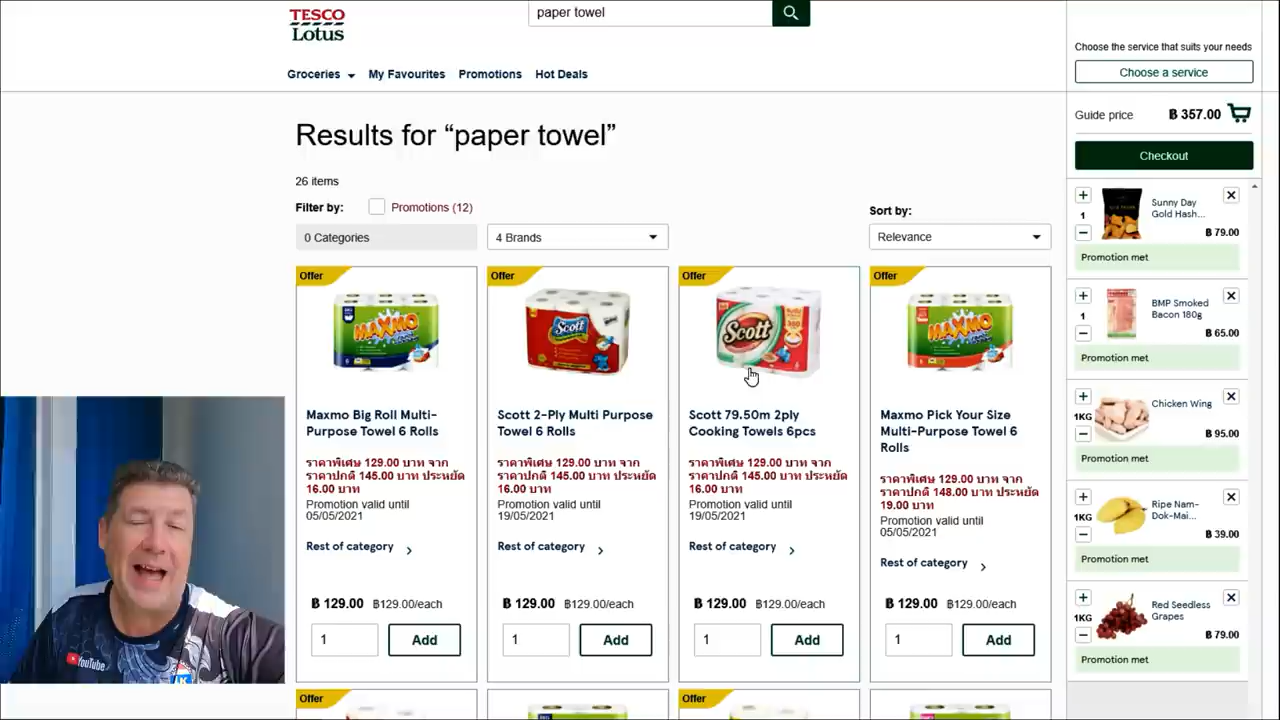 TESCO
Lotus
paper towel
Groceries
My Favourites
Promotions
Hot Deals
Results for “paper towel”
26 items
Filter by:
Promotions (12)
Sort by:
0 Categories
4 Brands
Relevance
Offer
MAXMO
Maxmo Big Roll Multi-
Purpose Towel 6 Rolls
ราคาพิเศษ 129.00 บาท จาก
ราคาปกติ 145.00 บาท ประหยัด
16.00 บาท
Promotion valid until
05/05/2021
Rest of category
฿ 129.00 ฿129.00/each
1
Add
Offer
Scott
Scott 2-Ply Multi Purpose
Towel 6 Rolls
ราคาพิเศษ 129.00 บาท จาก
ราคาปกติ 145.00 บาท ประหยัด
16.00 บาท
Promotion valid until
19/05/2021
Rest of category
฿ 129.00 ฿129.00/each
1
Add
Offer
Scott
Scott 79.50m 2ply
Cooking Towels 6pcs
ราคาพิเศษ 129.00 บาท จาก
ราคาปกติ 145.00 บาท ประหยัด
16.00 บาท
Promotion valid until
19/05/2021
Rest of category
฿ 129.00 ฿129.00/each
1
Add
Offer
MAXMO
Maxmo Pick Your Size
Multi-Purpose Towel 6
Rolls
ราคาพิเศษ 129.00 บาท จาก
ราคาปกติ 148.00 บาท ประหยัด
19.00 บาท
Promotion valid until
05/05/2021
Rest of category
฿ 129.00 ฿129.00/each
1
Add
Offer
Offer
Choose the service that suits your needs
Choose a service
Guide price ฿ 357.00
Checkout
1
Sunny Day
Gold Hash...
฿ 79.00
Promotion met
1
BMP Smoked
Bacon 180g
฿ 65.00
Promotion met
1KG
Chicken Wing
฿ 95.00
Promotion met
1KG
Ripe Nam-
Dok-Mai...
฿ 39.00
Promotion met
1KG
Red Seedless
Grapes
฿ 79.00
Promotion met
YouTube